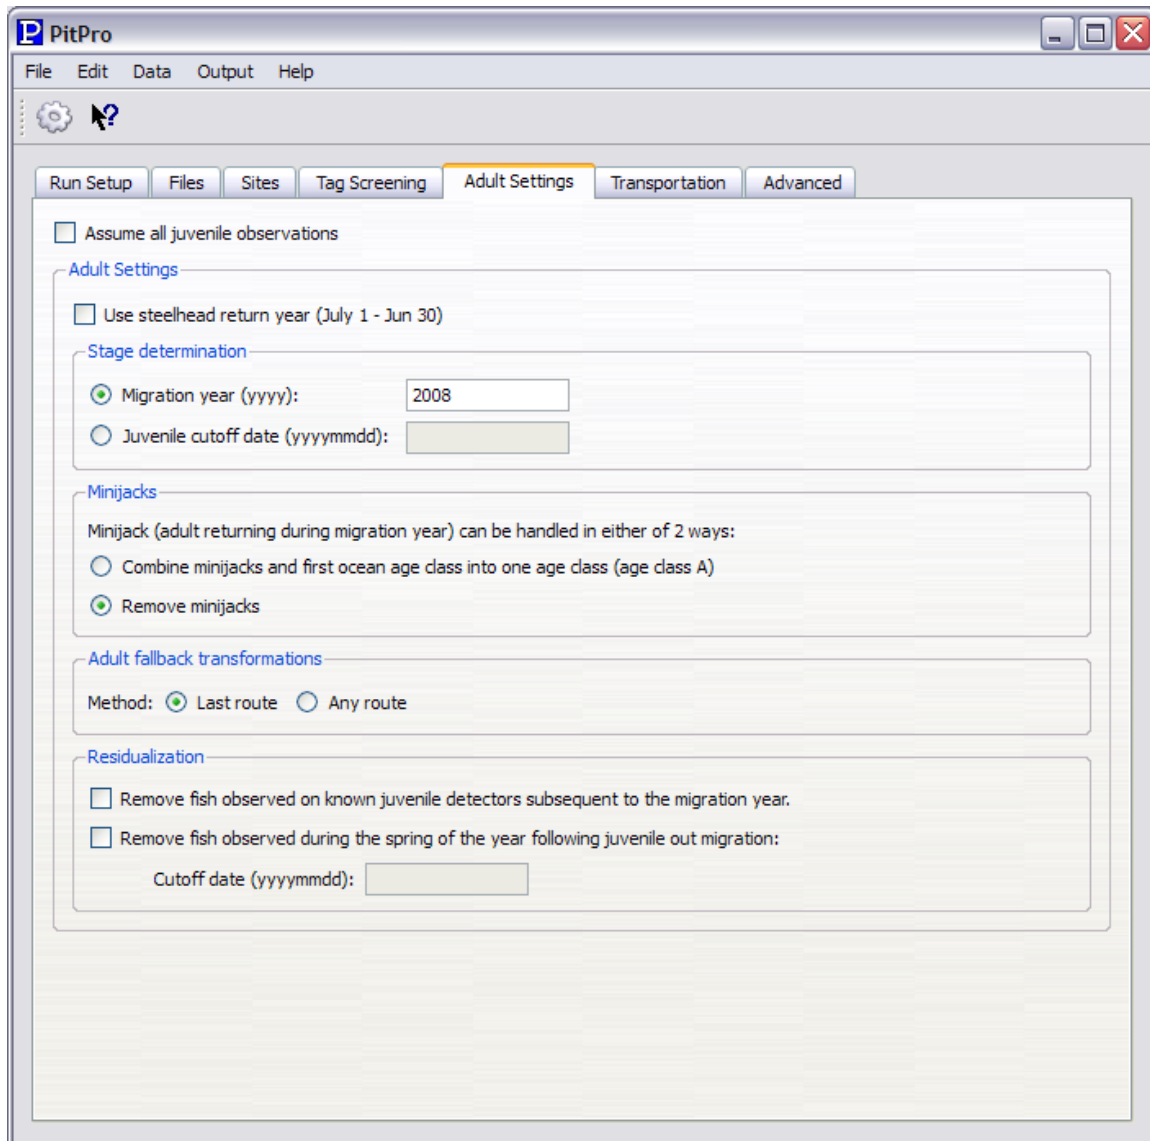 PitPro
File Edit Data Output Help
Run Setup Files Sites Tag Screening Adult Settings Transportation Advanced
Assume all juvenile observations
Adult Settings
Use steelhead return year (July 1 - Jun 30)
Stage determination
Migration year (yyyy): 2008
Juvenile cutoff date (yyyymmdd):
Minijacks
Minijack (adult returning during migration year) can be handled in either of 2 ways:
Combine minijacks and first ocean age class into one age class (age class A)
Remove minijacks
Adult fallback transformations
Method: Last route Any route
Residualization
Remove fish observed on known juvenile detectors subsequent to the migration year.
Remove fish observed during the spring of the year following juvenile out migration:
Cutoff date (yyyymmdd):